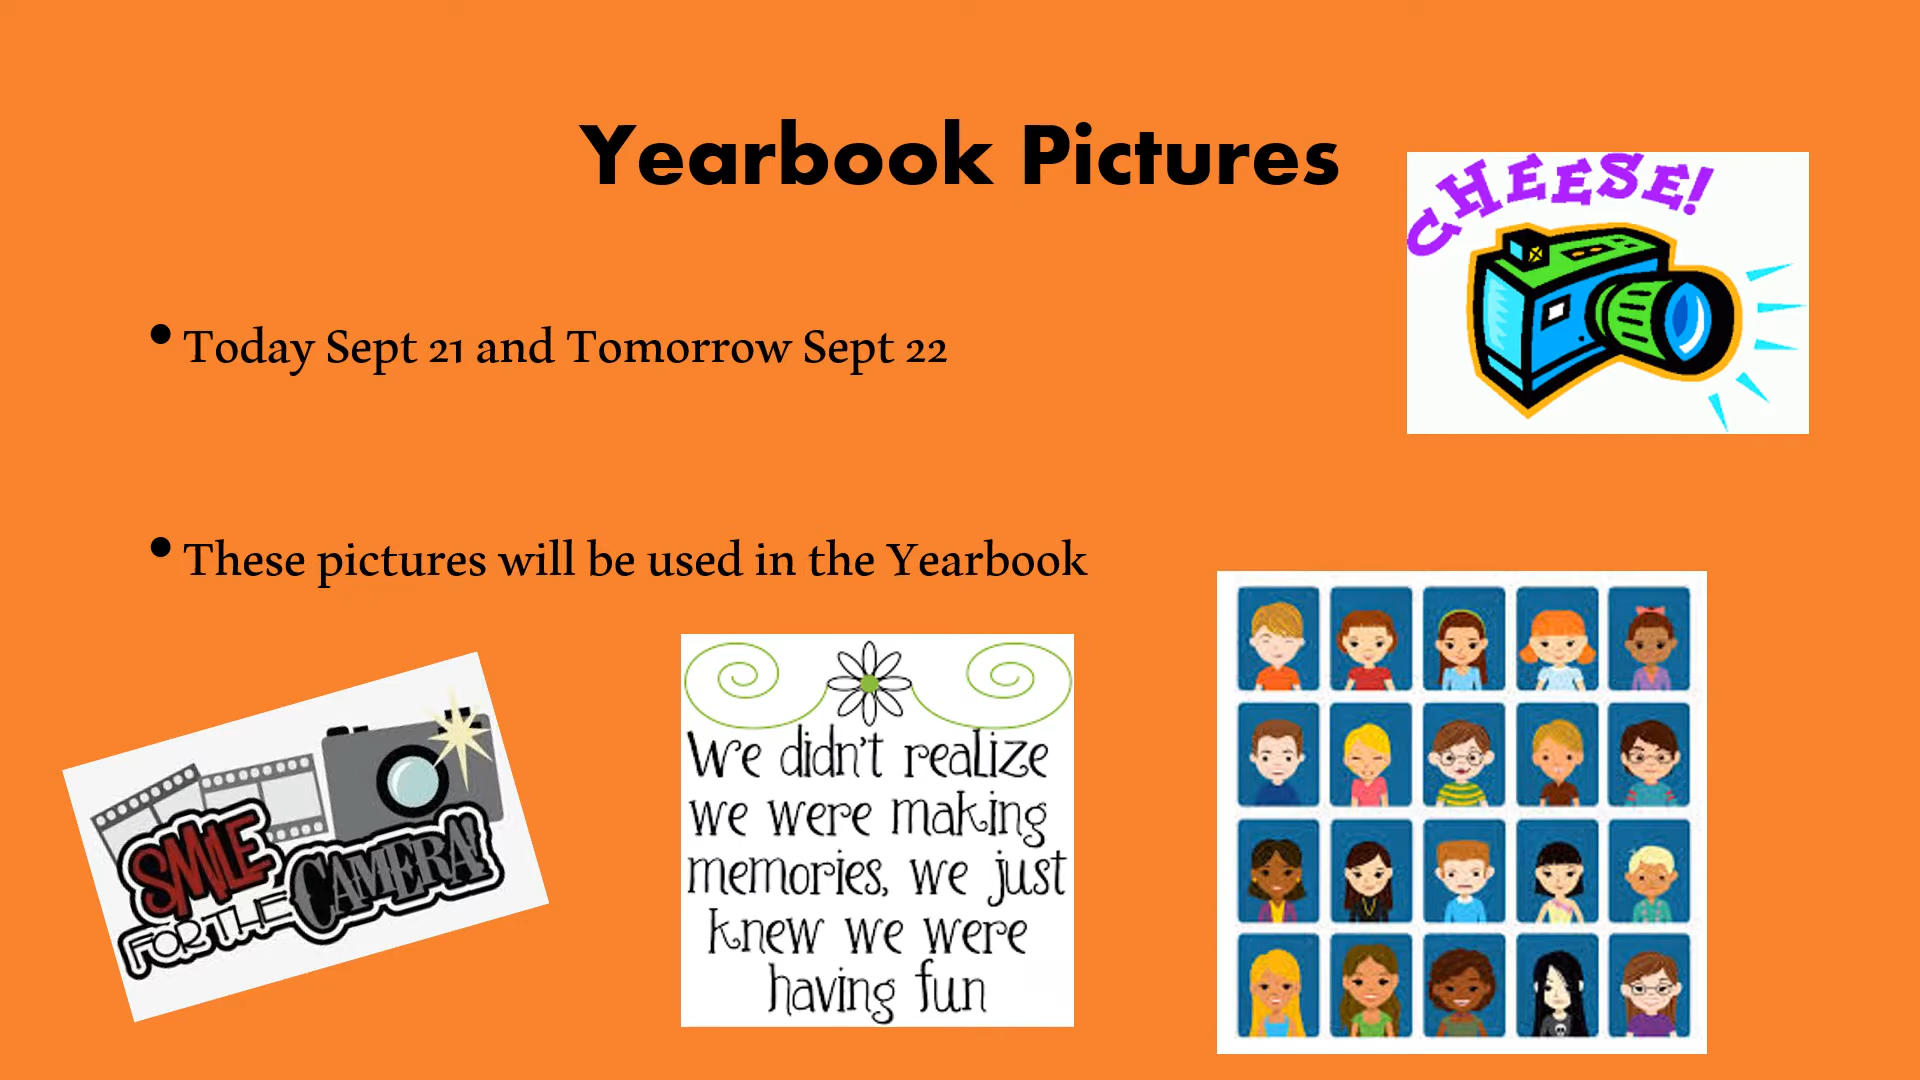 Yearbook Pictures
CHEESE!
• Today Sept 21 and Tomorrow Sept 22
• These pictures will be used in the Yearbook
SMILE
FOR THE CAMERA!
We didn't realize
we were making
memories, we just
knew we were
having fun